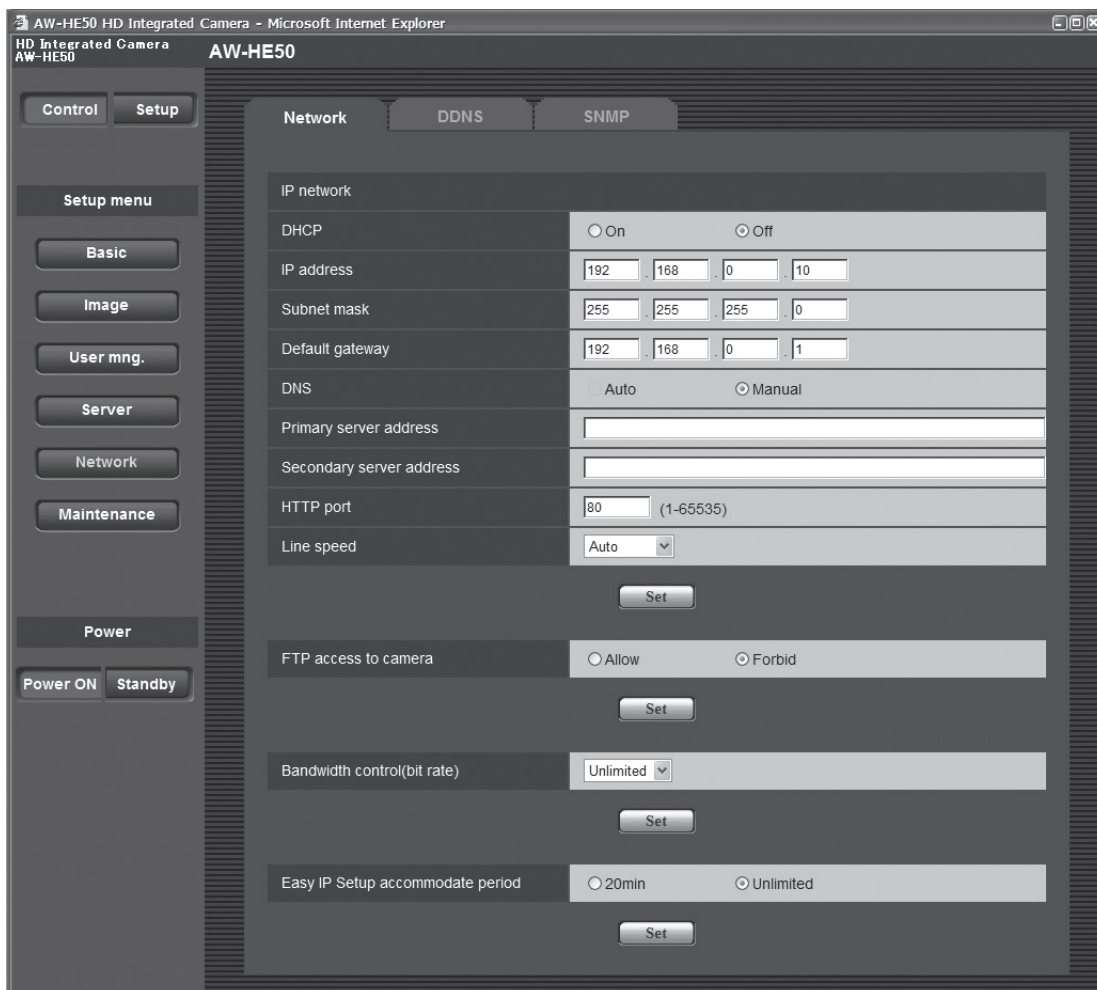 AW-HE50 HD Integrated Camera - Microsoft Internet Explorer
HD Integrated Camera
AW-HE50
AW-HE50
Control Setup
Setup menu
Basic
Image
User mng.
Server
Network
Maintenance
Power
Power ON Standby
Network DDNS SNMP
IP network
DHCP On Off
IP address 192 . 168 . 0 . 10
Subnet mask 255 . 255 . 255 . 0
Default gateway 192 . 168 . 0 . 1
DNS Auto Manual
Primary server address
Secondary server address
HTTP port 80 (1-65535)
Line speed Auto
Set
FTP access to camera Allow Forbid
Set
Bandwidth control(bit rate) Unlimited
Set
Easy IP Setup accommodate period 20min Unlimited
Set